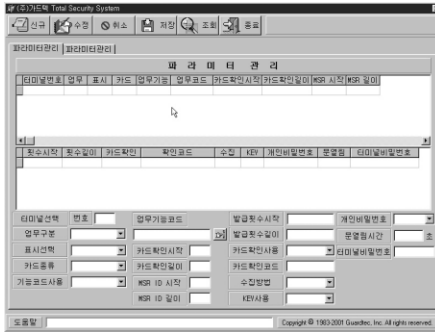 (주)가드텍 Total Security System
신규 수정 취소 저장 조회 종료
파라미터관리 파라미터관리
파 라 미 터 관 리
터미널번호 업무 표시 카드 업무기능 업무코드 카드확인시작 카드확인길이 MSR 시작 MSR 길이
횟수시작 횟수길이 카드확인 확인코드 수집 KEY 개인비밀번호 문열림 터미널비밀번호
터미널선택 번호 업무기능코드 발급횟수시작 개인비밀번호
업무구분 발급횟수길이 문열림시간 초
표시선택 카드확인시작 카드확인사용 터미널비밀번호
카드종류 카드확인길이 카드확인코드
기능코드사용 MSR ID 시작 수집방법
MSR ID 길이 KEY사용
도움말 Copyright © 1983-2001 Guardtec, Inc. All rights reserved.